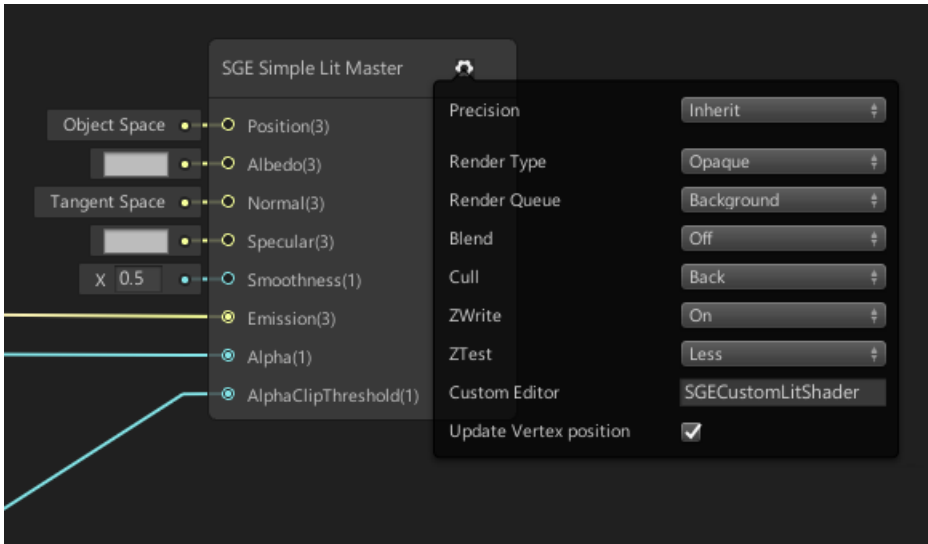 SGE Simple Lit Master
Object Space
Position(3)
Albedo(3)
Tangent Space
Normal(3)
Specular(3)
X 0.5
Smoothness(1)
Emission(3)
Alpha(1)
AlphaClipThreshold(1)
Precision Inherit
Render Type Opaque
Render Queue Background
Blend Off
Cull Back
ZWrite On
ZTest Less
Custom Editor SGECustomLitShader
Update Vertex position